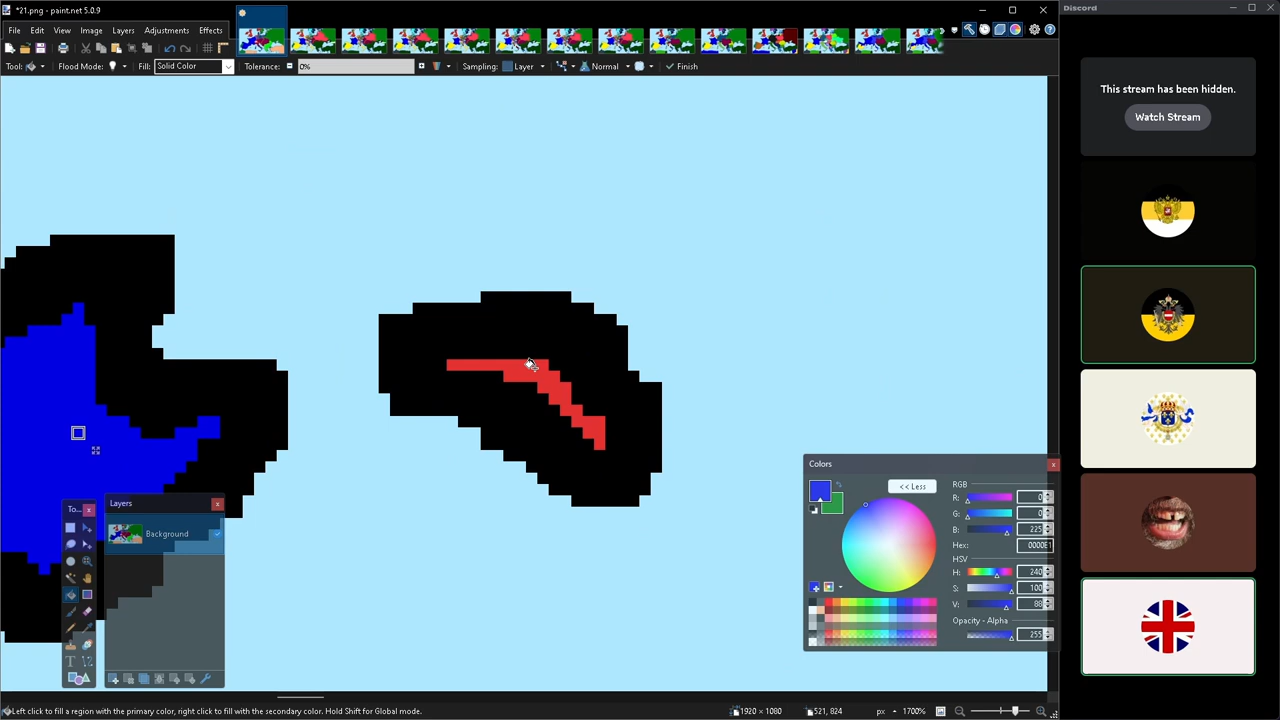 *21.png - paint.net 5.0.9
Discord
File Edit View Image Layers Adjustments Effects
Tool: Flood Mode: Fill: Solid Color Tolerance: 0% Sampling: Layer Normal Finish
This stream has been hidden.
Watch Stream
Colors
<< Less
RGB
R: 0
G: 0
B: 225
Hex: 0000E1
HSV
H: 240
S: 100
V: 88
Opacity - Alpha
255
To...
Layers
Background
Left click to fill a region with the primary color, right click to fill with the secondary color. Hold Shift for Global mode.
1920 × 1080
521, 824
px
1700%